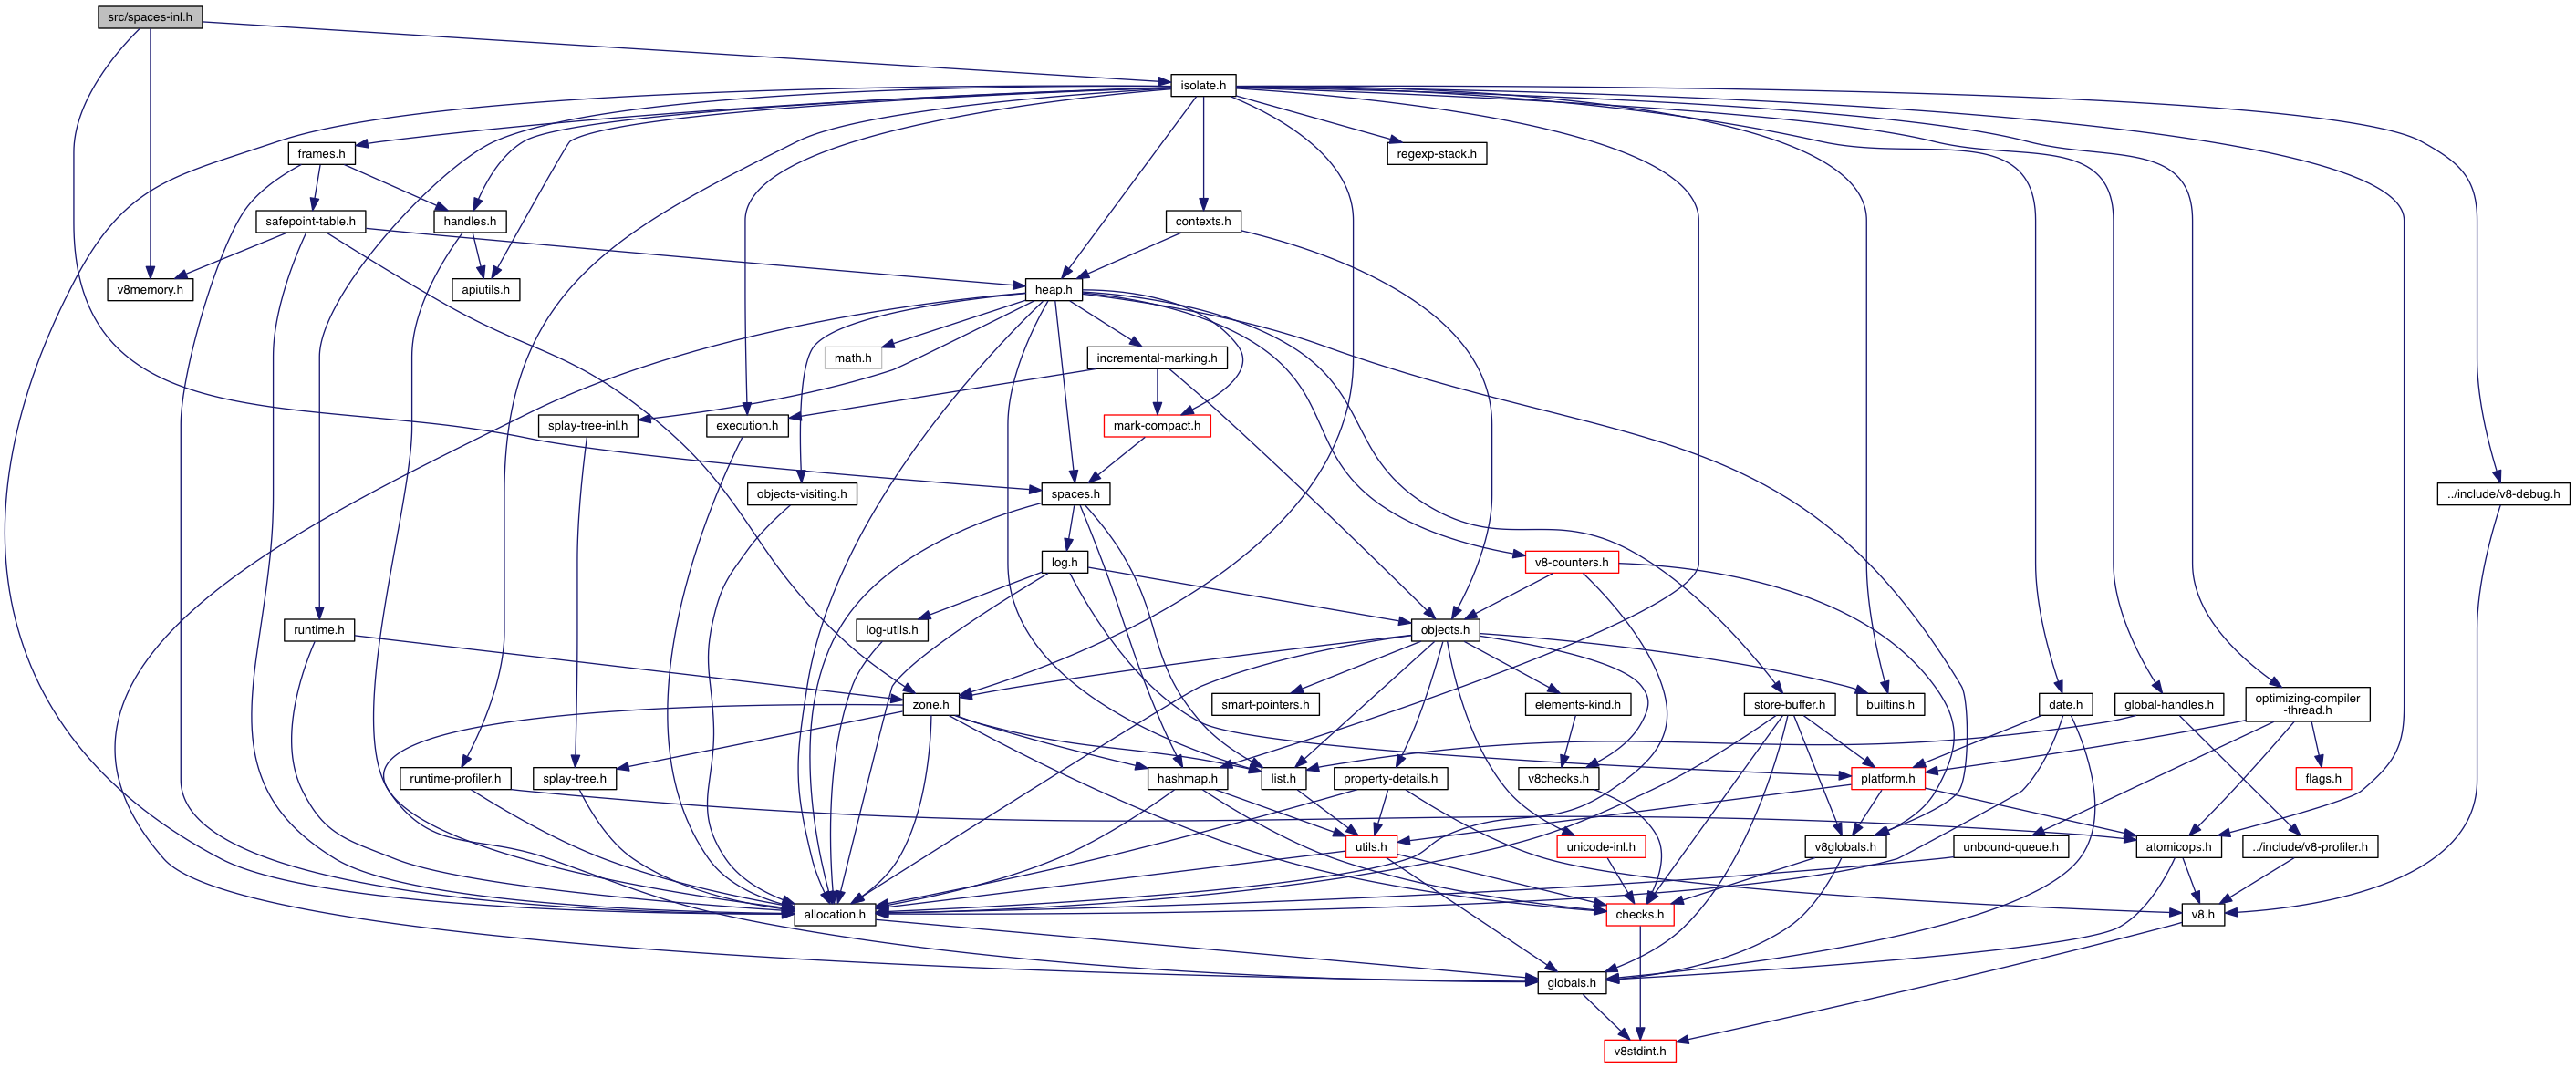 src/spaces-inl.h
isolate.h
frames.h
regexp-stack.h
safepoint-table.h
handles.h
contexts.h
v8memory.h
apiutils.h
heap.h
math.h
incremental-marking.h
splay-tree-inl.h
execution.h
mark-compact.h
objects-visiting.h
spaces.h
../include/v8-debug.h
log.h
v8-counters.h
runtime.h
log-utils.h
objects.h
zone.h
smart-pointers.h
elements-kind.h
store-buffer.h
builtins.h
date.h
global-handles.h
optimizing-compiler
-thread.h
runtime-profiler.h
splay-tree.h
hashmap.h
list.h
property-details.h
v8checks.h
platform.h
flags.h
utils.h
unicode-inl.h
v8globals.h
unbound-queue.h
atomicops.h
../include/v8-profiler.h
allocation.h
checks.h
v8.h
globals.h
v8stdint.h